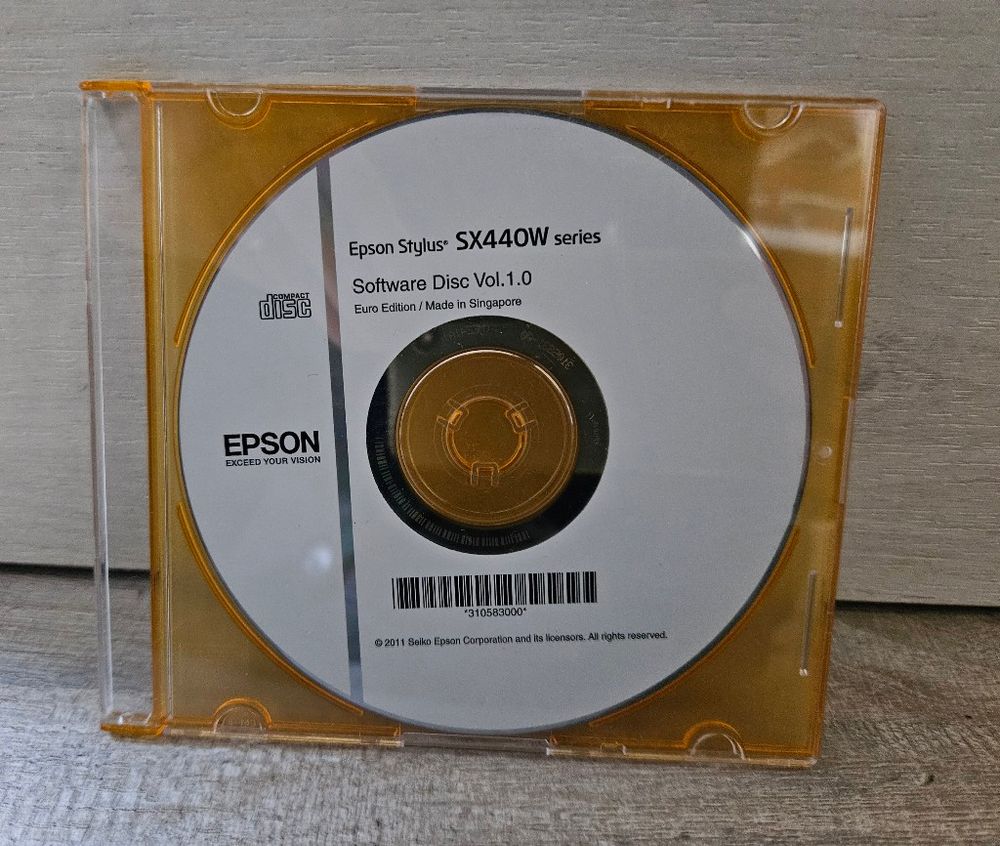 Epson Stylus® SX440W series
Software Disc Vol.1.0
Euro Edition / Made in Singapore
COMPACT
disc
EPSON
EXCEED YOUR VISION
*310583000*
© 2011 Seiko Epson Corporation and its licensors. All rights reserved.